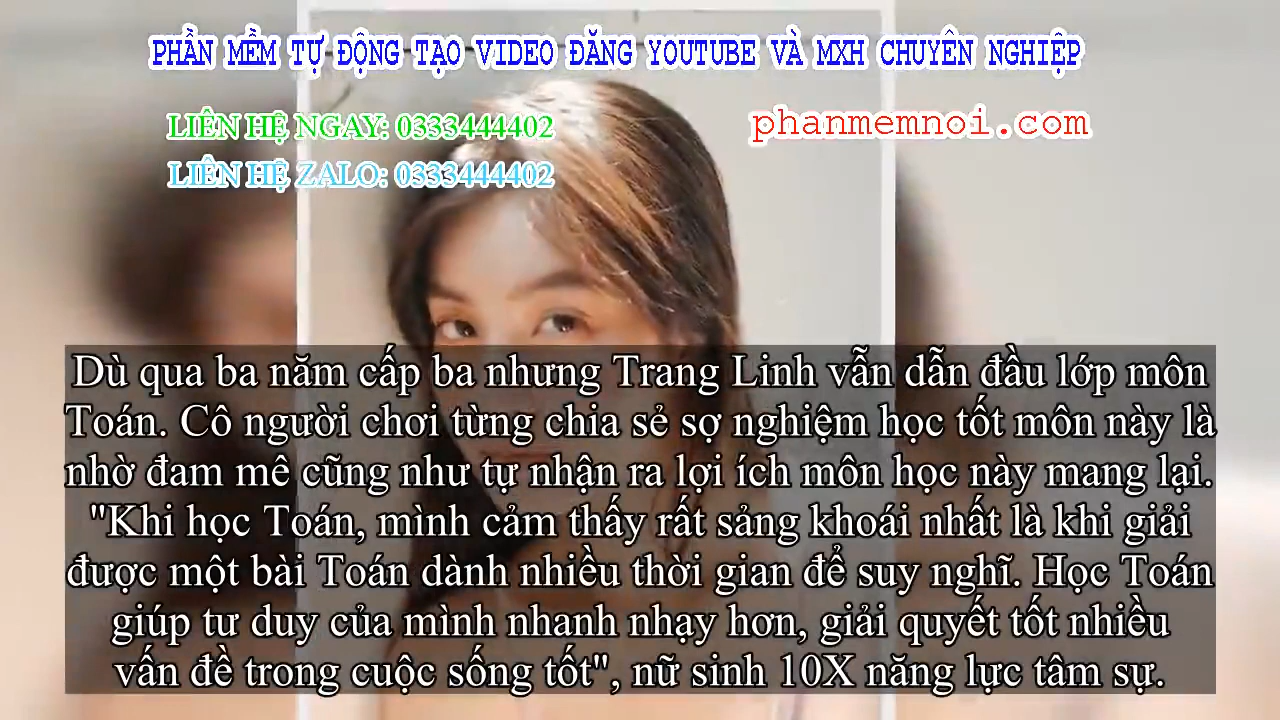 PHẦN MỀM TỰ ĐỘNG TẠO VIDEO ĐĂNG YOUTUBE VÀ MXH CHUYÊN NGHIỆP
LIÊN HỆ NGAY: 0333444402
phanmemnoi.com
LIÊN HỆ ZALO: 0333444402
Dù qua ba năm cấp ba nhưng Trang Linh vẫn dẫn đầu lớp môn
Toán. Cô người chơi từng chia sẻ sợ nghiệm học tốt môn này là
nhờ đam mê cũng như tự nhận ra lợi ích môn học này mang lại.
"Khi học Toán, mình cảm thấy rất sảng khoái nhất là khi giải
được một bài Toán dành nhiều thời gian để suy nghĩ. Học Toán
giúp tư duy của mình nhanh nhạy hơn, giải quyết tốt nhiều
vấn đề trong cuộc sống tốt", nữ sinh 10X năng lực tâm sự.